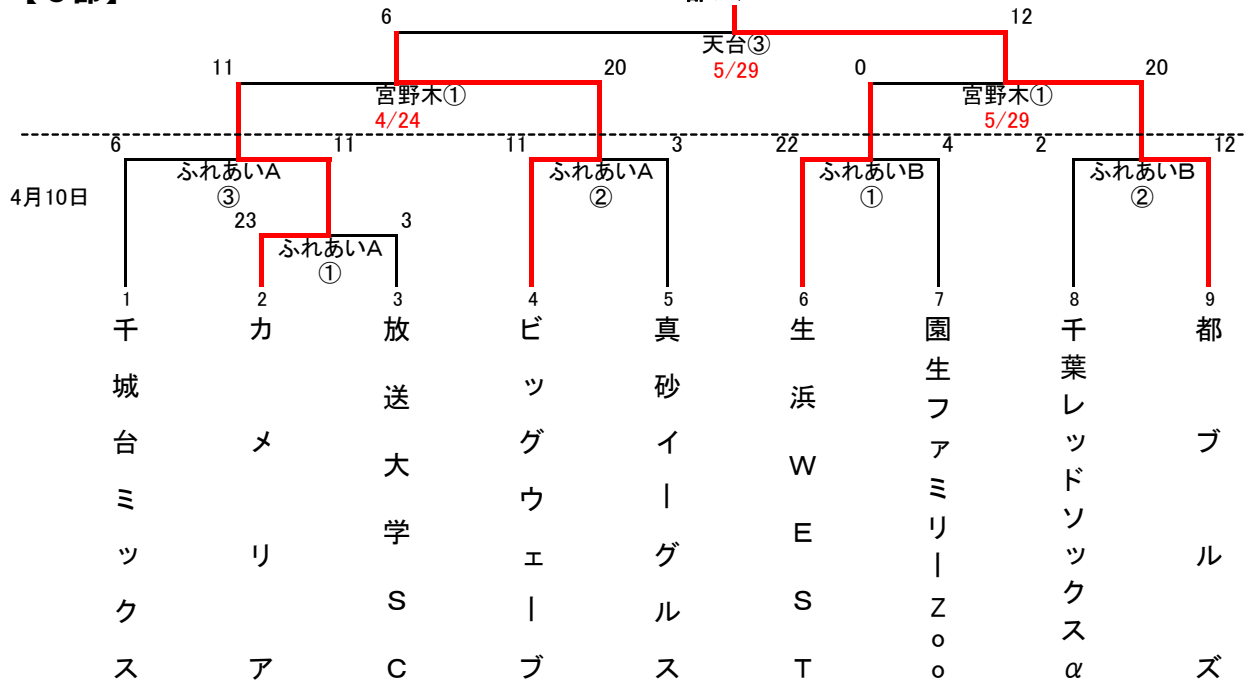 6
12
天台③
5/29
11
20
0
20
宮野木①
4/24
宮野木①
5/29
6
11
11
3
22
4
2
12
ふれあいA
③
ふれあいA
②
ふれあいB
①
ふれあいB
②
4月10日
23
3
ふれあいA
①
1
2
3
4
5
6
7
8
9
千城台ミックス
カメリア
放送大学SC
ビッグウェーブ
真砂イーグルス
生浜WEST
園生ファミリーZoo
千葉レッドソックスα
都ブルズ